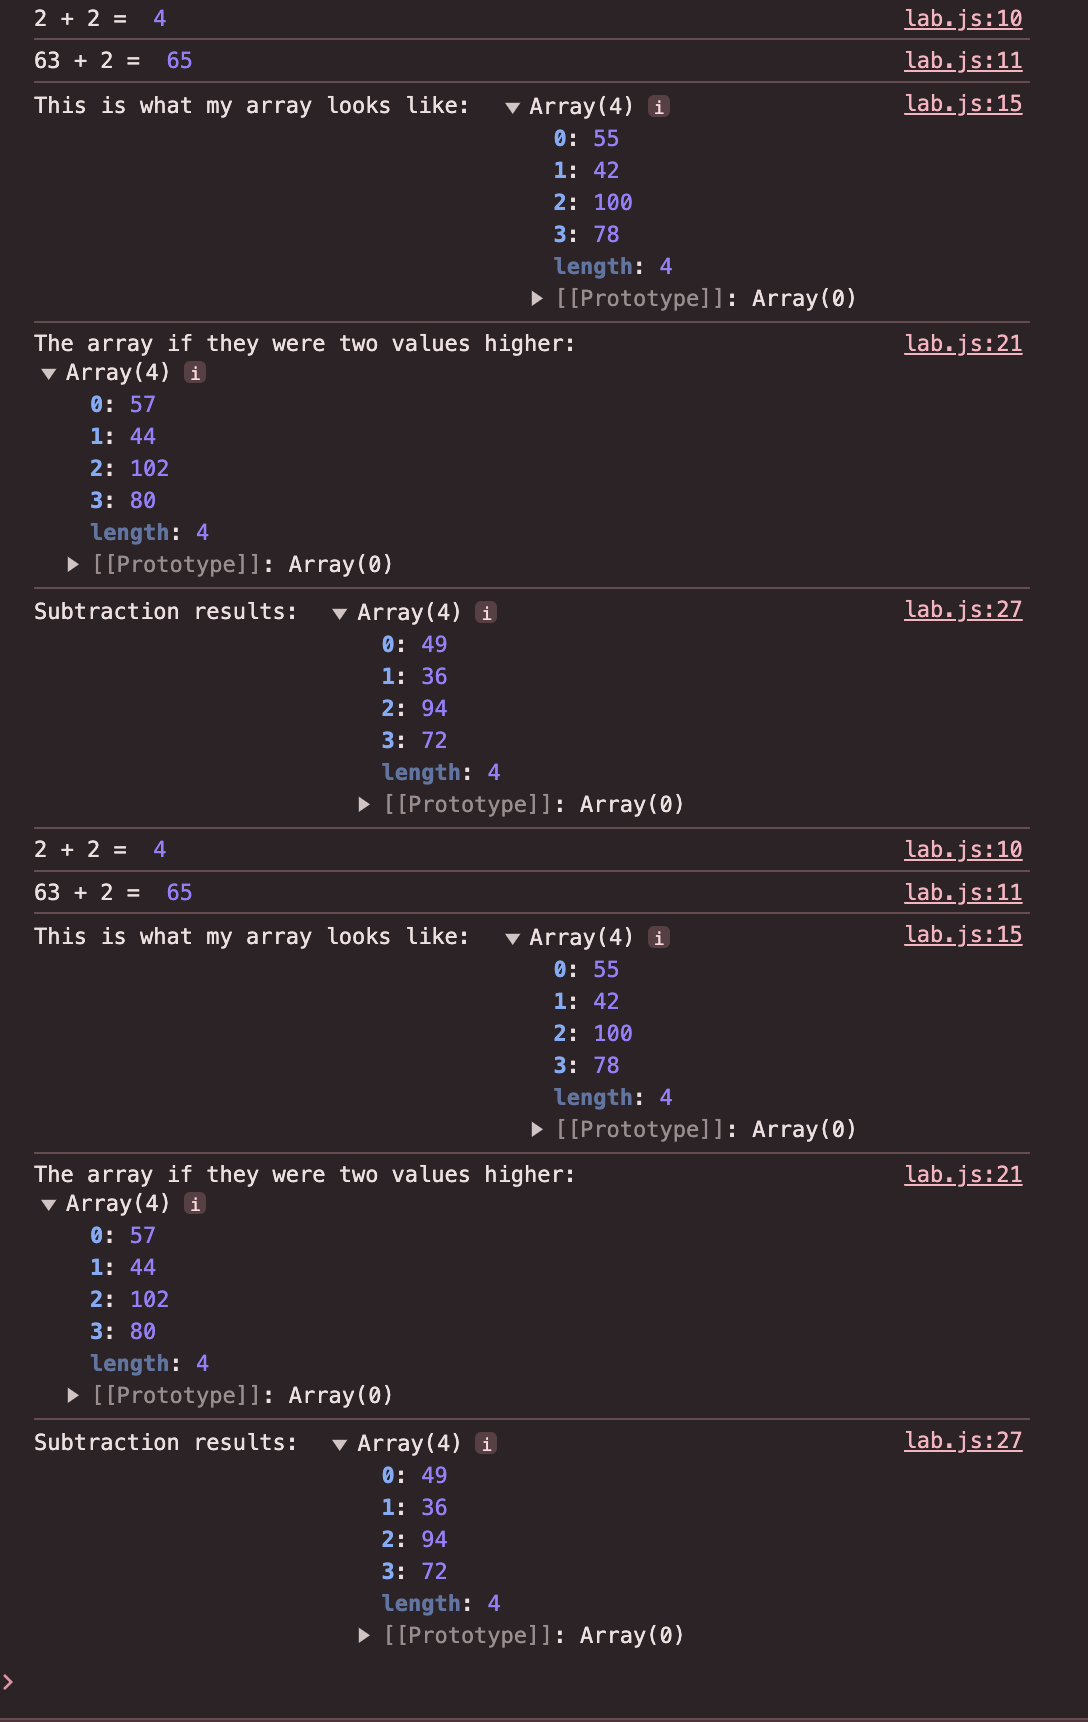 2 + 2 =  4 lab.js:10
63 + 2 =  65 lab.js:11
This is what my array looks like:  ▼ Array(4) i lab.js:15
0: 55
1: 42
2: 100
3: 78
length: 4
▶ [[Prototype]]: Array(0)
The array if they were two values higher: lab.js:21
▼ Array(4) i
0: 57
1: 44
2: 102
3: 80
length: 4
▶ [[Prototype]]: Array(0)
Subtraction results:  ▼ Array(4) i lab.js:27
0: 49
1: 36
2: 94
3: 72
length: 4
▶ [[Prototype]]: Array(0)
2 + 2 =  4 lab.js:10
63 + 2 =  65 lab.js:11
This is what my array looks like:  ▼ Array(4) i lab.js:15
0: 55
1: 42
2: 100
3: 78
length: 4
▶ [[Prototype]]: Array(0)
The array if they were two values higher: lab.js:21
▼ Array(4) i
0: 57
1: 44
2: 102
3: 80
length: 4
▶ [[Prototype]]: Array(0)
Subtraction results:  ▼ Array(4) i lab.js:27
0: 49
1: 36
2: 94
3: 72
length: 4
▶ [[Prototype]]: Array(0)
>